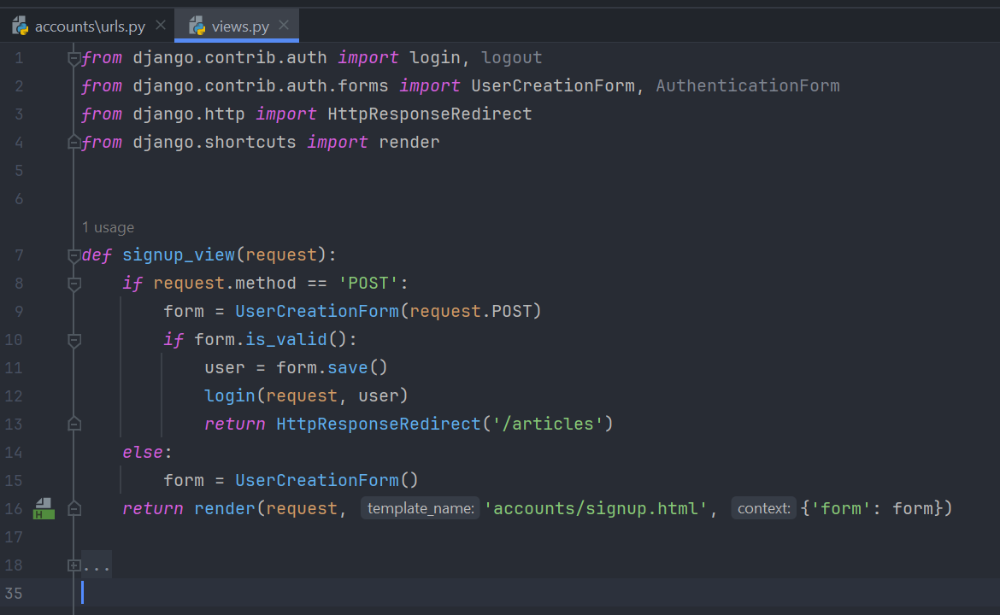 accounts\urls.py views.py
1 from django.contrib.auth import login, logout
2 from django.contrib.auth.forms import UserCreationForm, AuthenticationForm
3 from django.http import HttpResponseRedirect
4 from django.shortcuts import render
5
6
1 usage
7 def signup_view(request):
8 if request.method == 'POST':
9 form = UserCreationForm(request.POST)
10 if form.is_valid():
11 user = form.save()
12 login(request, user)
13 return HttpResponseRedirect('/articles')
14 else:
15 form = UserCreationForm()
16 H return render(request, template_name: 'accounts/signup.html', context: {'form': form})
17
18 ...
35